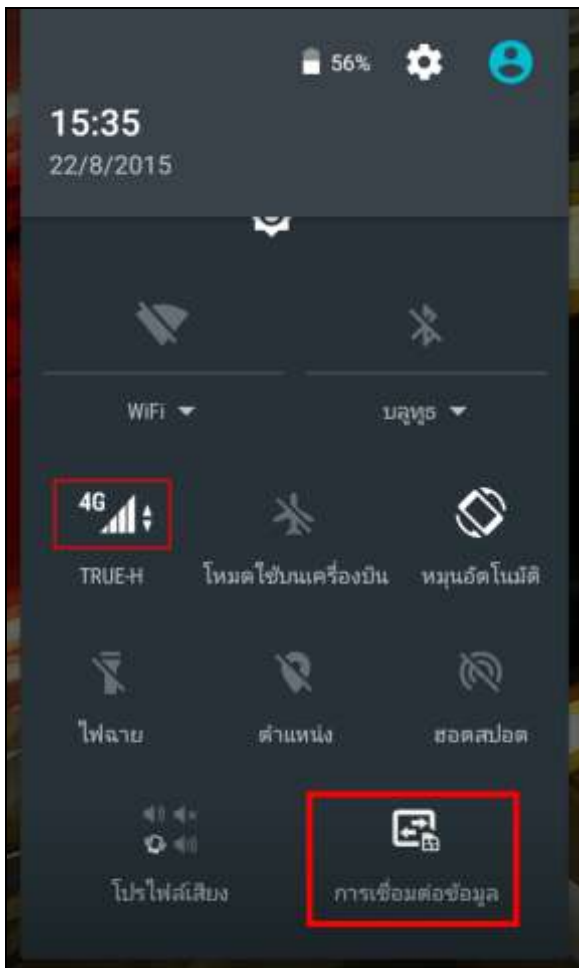 56%
15:35
22/8/2015
WiFi
บลูทูธ
4G
TRUE-H
โหมดใช้บนเครื่องบิน
หมุนอัตโนมัติ
ไฟฉาย
ตำแหน่ง
ฮอตสปอต
โปรไฟล์เสียง
การเชื่อมต่อข้อมูล